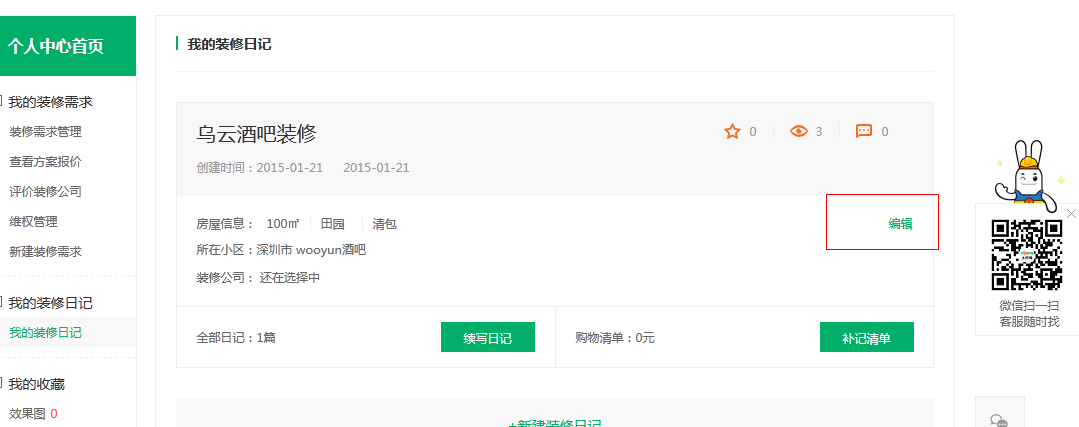 个人中心首页
我的装修需求
装修需求管理
查看方案报价
评价装修公司
维权管理
新建装修需求
我的装修日记
我的装修日记
我的收藏
效果图 0
我的装修日记
乌云酒吧装修
0 3 0
创建时间：2015-01-21 2015-01-21
房屋信息： 100㎡ 田园 清包
编辑
所在小区：深圳市 wooyun酒吧
装修公司： 还在选择中
全部日记：1篇 续写日记 购物清单：0元 补记清单
+新建装修日记
微信扫一扫
客服随时找